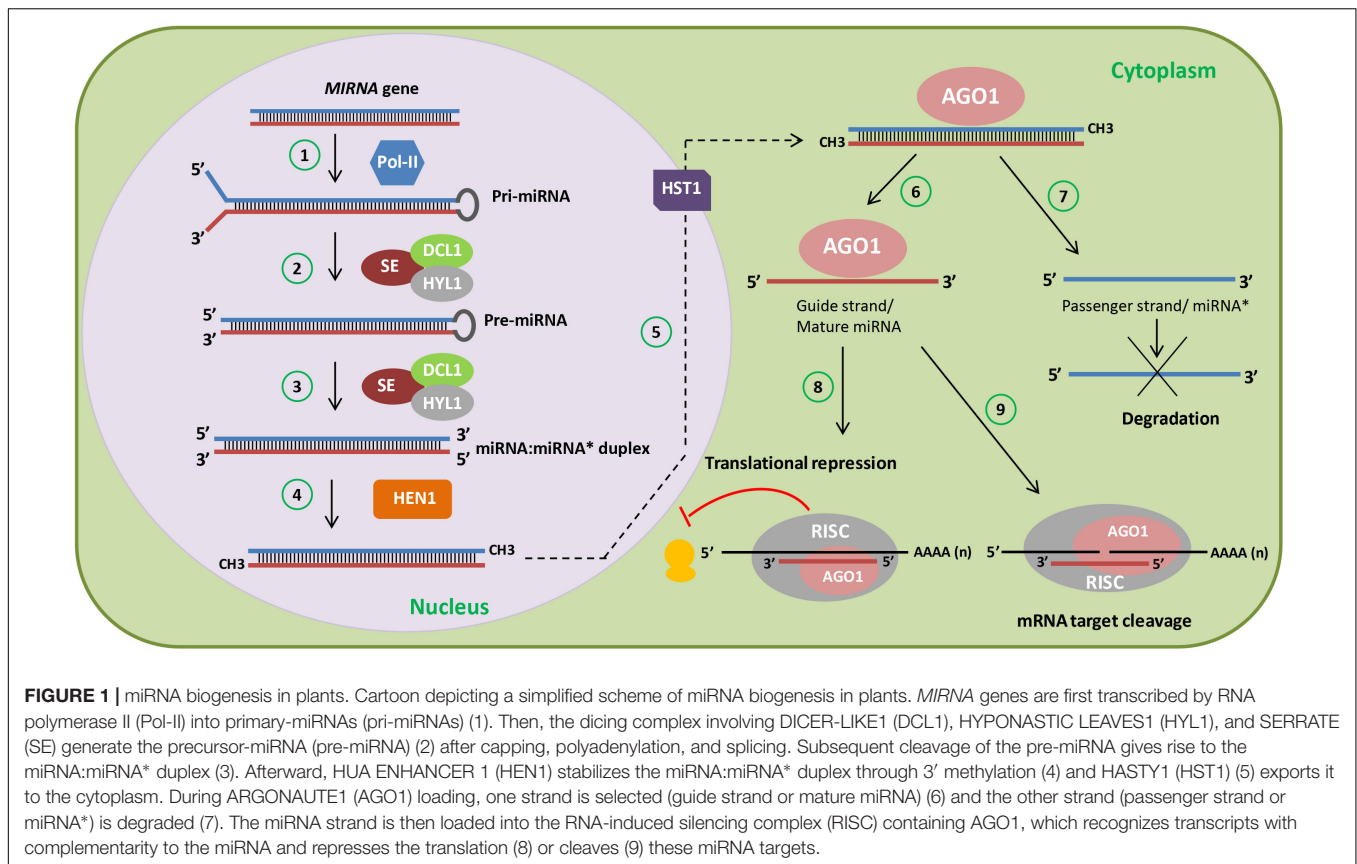 Cytoplasm
MIRNA gene
1
Pol-II
5’
3’
Pri-miRNA
2
SE
DCL1
HYL1
5’
3’
Pre-miRNA
3
SE
DCL1
HYL1
5’
3’
3’
5’
miRNA:miRNA* duplex
4
HEN1
CH3
CH3
Nucleus
5
HST1
AGO1
CH3
CH3
6
7
AGO1
5’
3’
Guide strand/
Mature miRNA
5’
3’
Passenger strand/ miRNA*
5’
3’
Degradation
8
9
Translational repression
RISC
5’
AAAA (n)
3’
5’
AGO1
AGO1
5’
AAAA (n)
3’
5’
RISC
mRNA target cleavage
FIGURE 1 | miRNA biogenesis in plants. Cartoon depicting a simplified scheme of miRNA biogenesis in plants. MIRNA genes are first transcribed by RNA
polymerase II (Pol-II) into primary-miRNAs (pri-miRNAs) (1). Then, the dicing complex involving DICER-LIKE1 (DCL1), HYPONASTIC LEAVES1 (HYL1), and SERRATE
(SE) generate the precursor-miRNA (pre-miRNA) (2) after capping, polyadenylation, and splicing. Subsequent cleavage of the pre-miRNA gives rise to the
miRNA:miRNA* duplex (3). Afterward, HUA ENHANCER 1 (HEN1) stabilizes the miRNA:miRNA* duplex through 3′ methylation (4) and HASTY1 (HST1) (5) exports it
to the cytoplasm. During ARGONAUTE1 (AGO1) loading, one strand is selected (guide strand or mature miRNA) (6) and the other strand (passenger strand or
miRNA*) is degraded (7). The miRNA strand is then loaded into the RNA-induced silencing complex (RISC) containing AGO1, which recognizes transcripts with
complementarity to the miRNA and represses the translation (8) or cleaves (9) these miRNA targets.